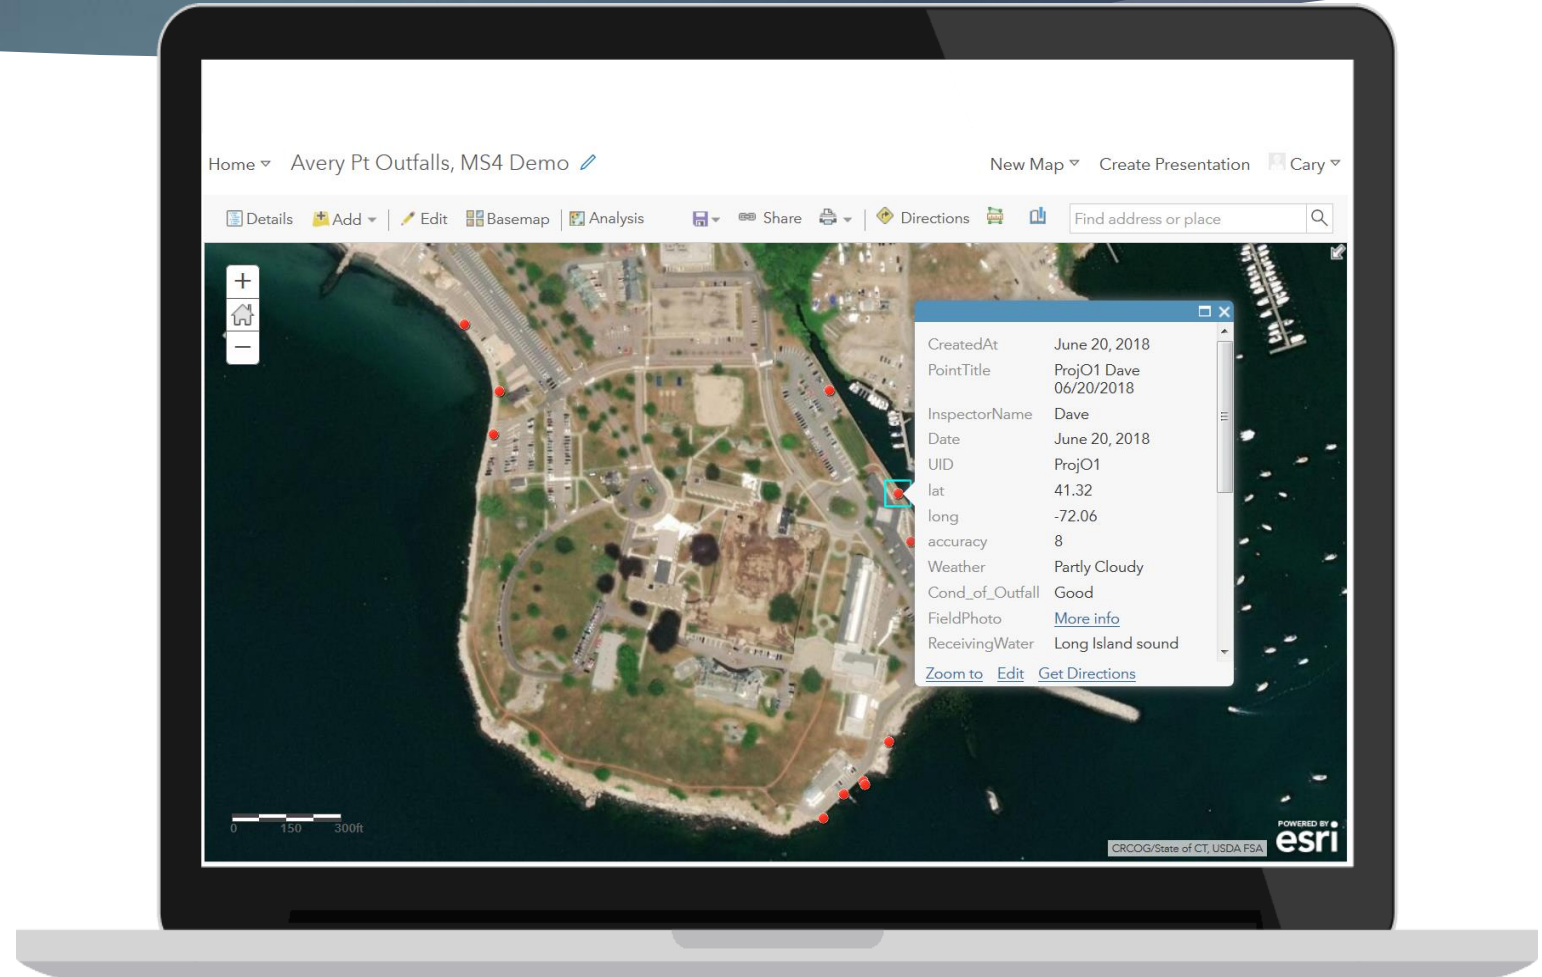 Home Avery Pt Outfalls, MS4 Demo New Map Create Presentation Cary
Details Add Edit Basemap Analysis Share Directions Find address or place
+
−
CreatedAt June 20, 2018
PointTitle ProjO1 Dave
06/20/2018
InspectorName Dave
Date June 20, 2018
UID ProjO1
lat 41.32
long -72.06
accuracy 8
Weather Partly Cloudy
Cond_of_Outfall Good
FieldPhoto More info
ReceivingWater Long Island sound
Zoom to Edit Get Directions
0 150 300ft
POWERED BY
esri
CRCOG/State of CT, USDA FSA